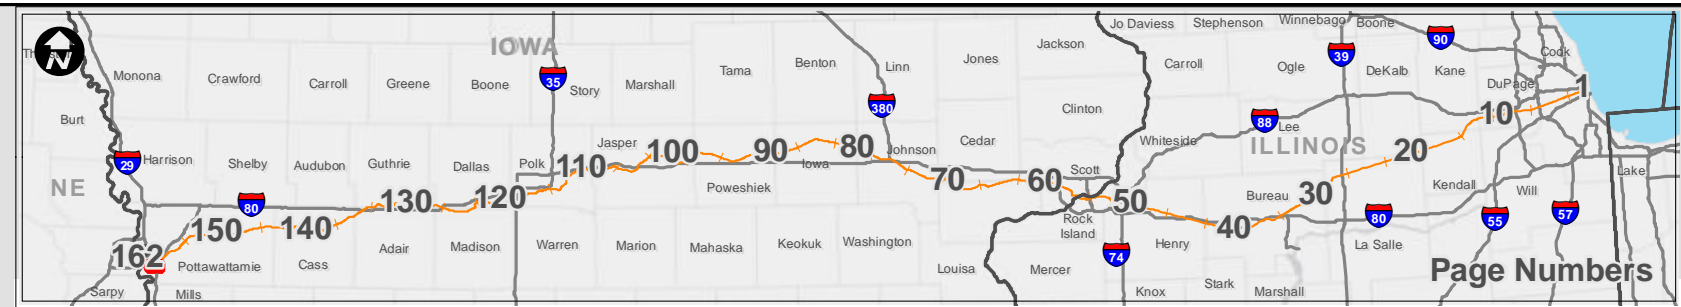 Jo Daviess Stephenson Winnebago Boone
IOWA
N
Monona Crawford Carroll Greene Boone 35 Story Marshall Tama Benton Linn Jones Jackson Carroll Ogle 39 DeKalb Kane 90 Cook
DuPage
1
Burt 380 Clinton Whiteside 88 Lee 10
29 Harrison Shelby Audubon Guthrie Dallas Polk Jasper 110 100 90 80 Iowa Johnson Cedar Scott ILLINOIS 20
NE 80 Poweshiek 70 60 50 Bureau 30 Kendall Will Lake
162 150 140 130 120 Rock
Island 40 80 55 57
Pottawattamie Cass Adair Madison Warren Marion Mahaska Keokuk Washington Louisa Mercer 74 Henry La Salle
Sarpy Mills Knox Stark Marshall
Page Numbers